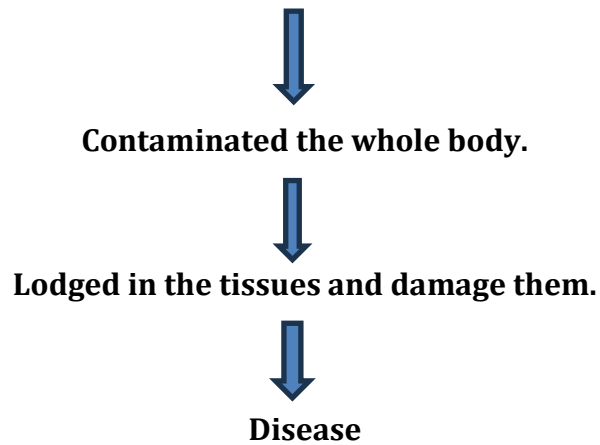 Contaminated the whole body.
Lodged in the tissues and damage them.
Disease